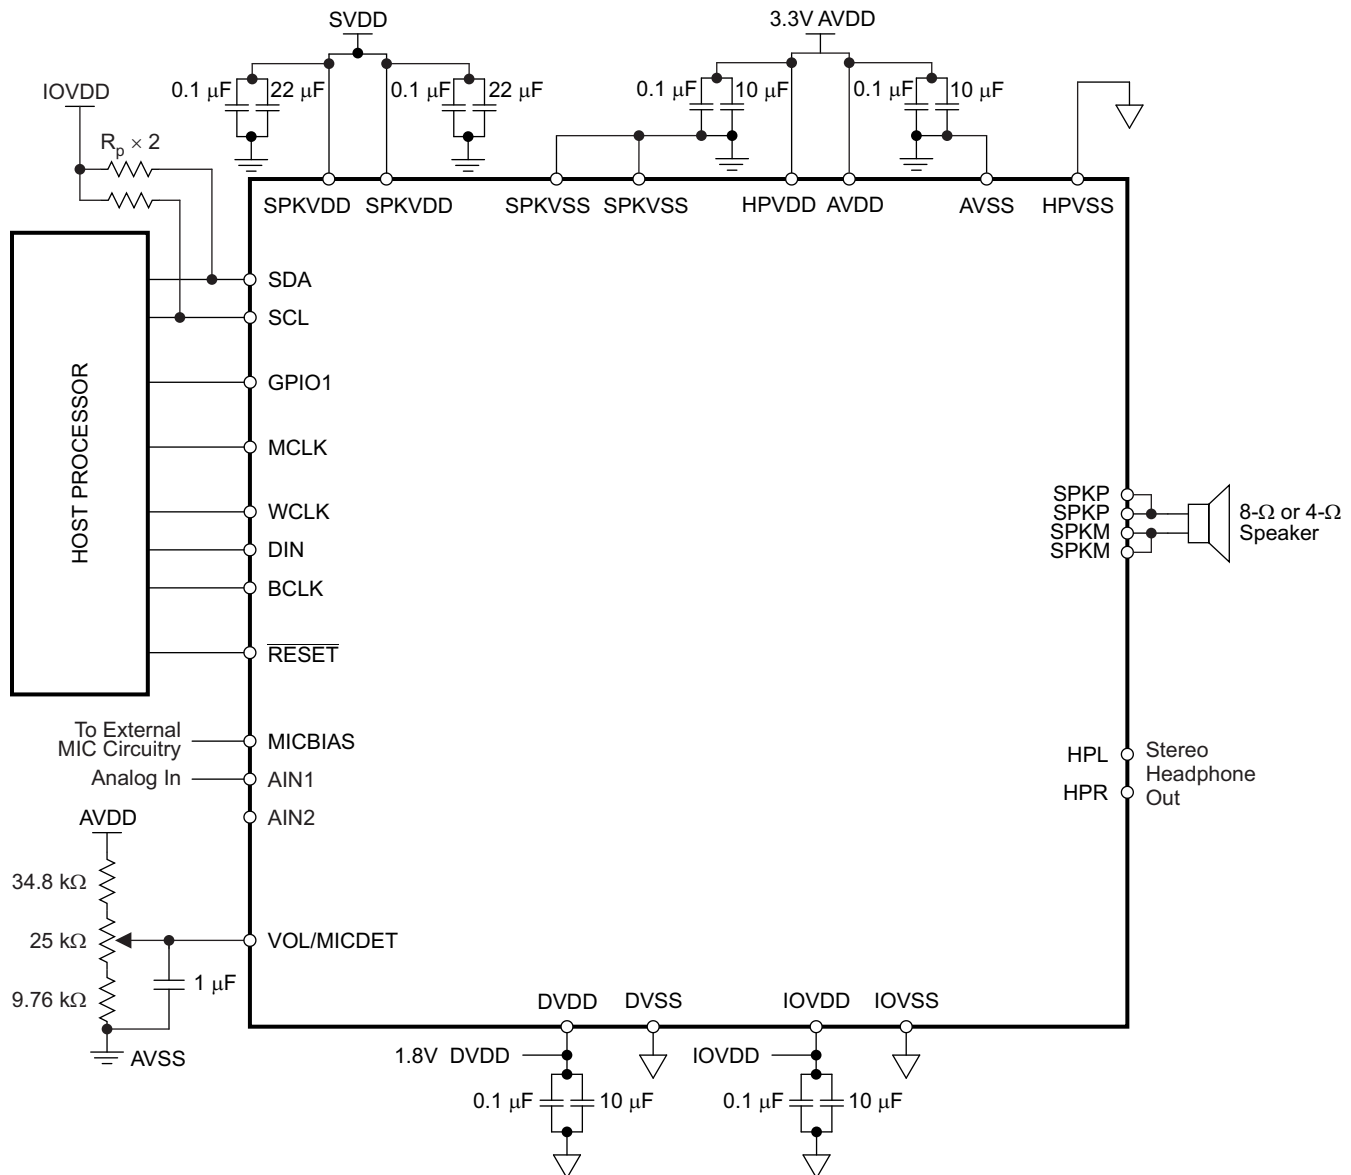 SVDD
3.3V AVDD
0.1 μF
22 μF
0.1 μF
22 μF
0.1 μF
10 μF
0.1 μF
10 μF
IOVDD
Rp × 2
SPKVDD
SPKVDD
SPKVSS
SPKVSS
HPVDD
AVDD
AVSS
HPVSS
HOST PROCESSOR
SDA
SCL
GPIO1
MCLK
WCLK
DIN
BCLK
RESET
SPKP
SPKP
SPKM
SPKM
8-Ω or 4-Ω
Speaker
To External
MIC Circuitry
MICBIAS
Analog In
AIN1
AIN2
HPL
HPR
Stereo
Headphone
Out
AVDD
34.8 kΩ
25 kΩ
9.76 kΩ
VOL/MICDET
1 μF
AVSS
DVDD
DVSS
IOVDD
IOVSS
1.8V DVDD
IOVDD
0.1 μF
10 μF
0.1 μF
10 μF